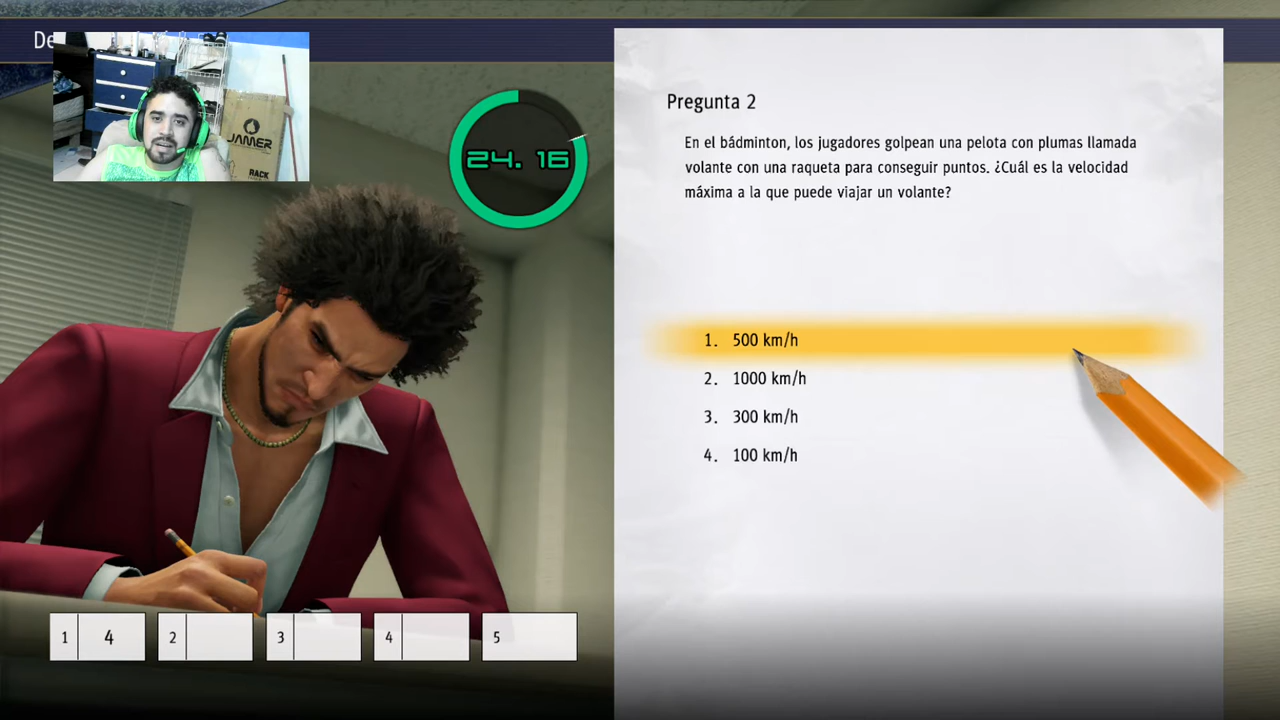 De
JAMER
RACK
24. 16
Pregunta 2
En el bádminton, los jugadores golpean una pelota con plumas llamada
volante con una raqueta para conseguir puntos. ¿Cuál es la velocidad
máxima a la que puede viajar un volante?
1. 500 km/h
2. 1000 km/h
3. 300 km/h
4. 100 km/h
1 4 2 3 4 5